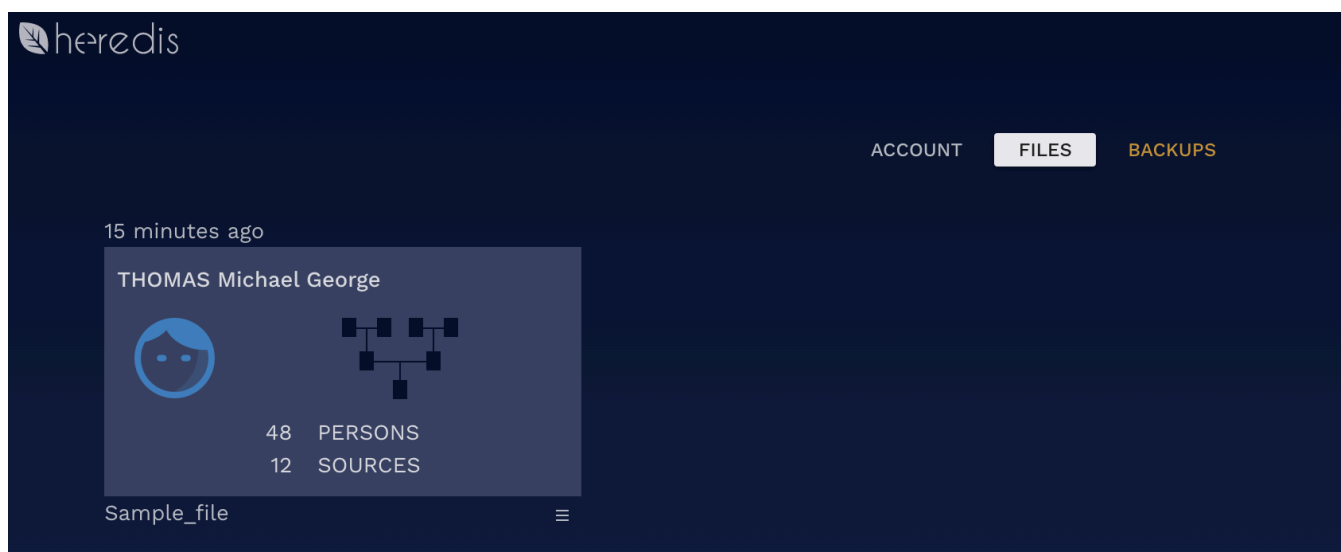 heredis
ACCOUNT FILES BACKUPS
15 minutes ago
THOMAS Michael George
48 PERSONS
12 SOURCES
Sample_file